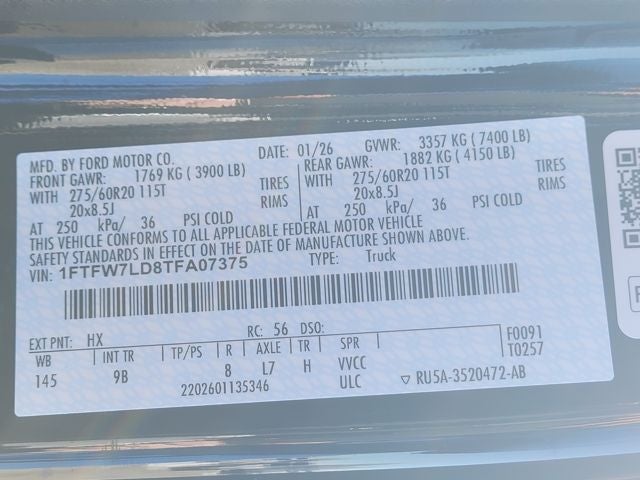 MFD. BY FORD MOTOR CO. DATE: 01/26 GVWR: 3357 KG (7400 LB)
FRONT GAWR: 1769 KG (3900 LB) REAR GAWR: 1882 KG (4150 LB)
WITH 275/60R20 115T TIRES WITH 275/60R20 115T TIRES
20x8.5J RIMS 20x8.5J RIMS
AT 250 kPa/ 36 PSI COLD AT 250 kPa/ 36 PSI COLD
THIS VEHICLE CONFORMS TO ALL APPLICABLE FEDERAL MOTOR VEHICLE
SAFETY STANDARDS IN EFFECT ON THE DATE OF MANUFACTURE SHOWN ABOVE.
VIN: 1FTFW7LD8TFA07375 TYPE: Truck
EXT PNT: HX RC: 56 DSO: F0091
WB INT TR TP/PS R AXLE TR SPR T0257
145 9B 8 L7 H VVCC
2202601135346 ULC ▽ RU5A-3520472-AB